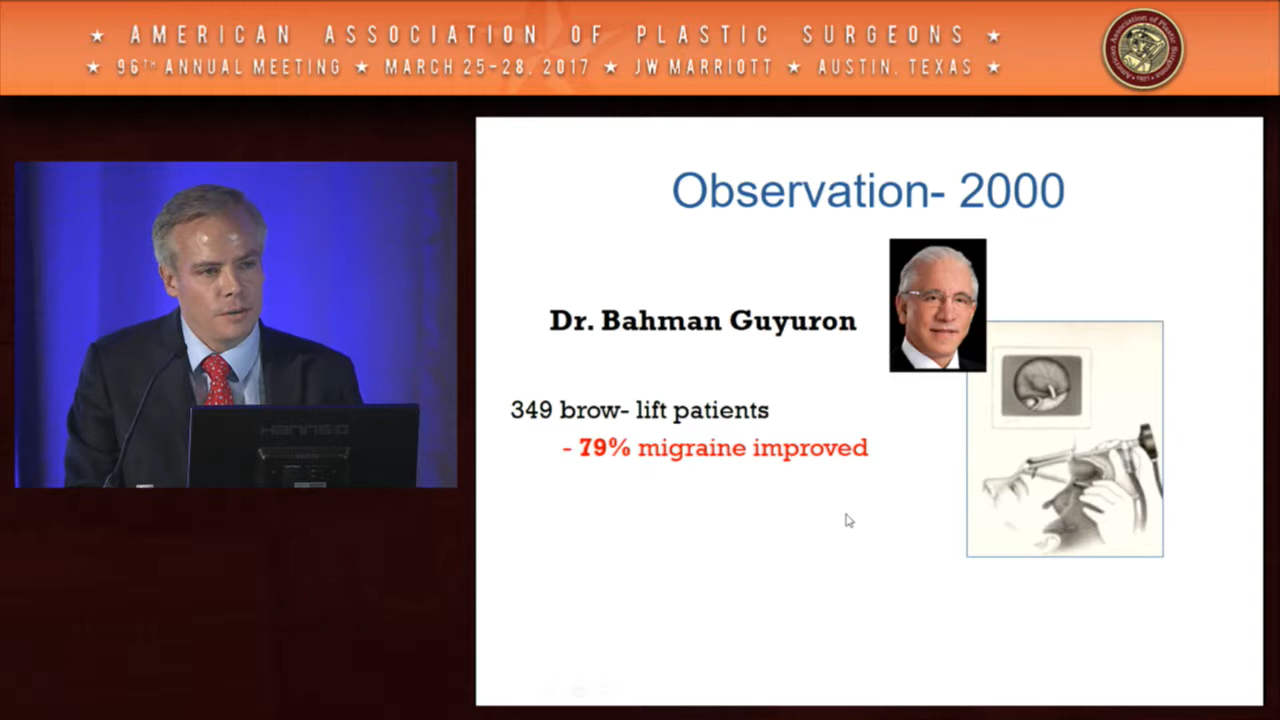 ★ AMERICAN ASSOCIATION OF PLASTIC SURGEONS ★
★ 96TH ANNUAL MEETING ★ MARCH 25-28, 2017 ★ JW MARRIOTT ★ AUSTIN, TEXAS ★
Observation- 2000
Dr. Bahman Guyuron
349 brow- lift patients
- 79% migraine improved